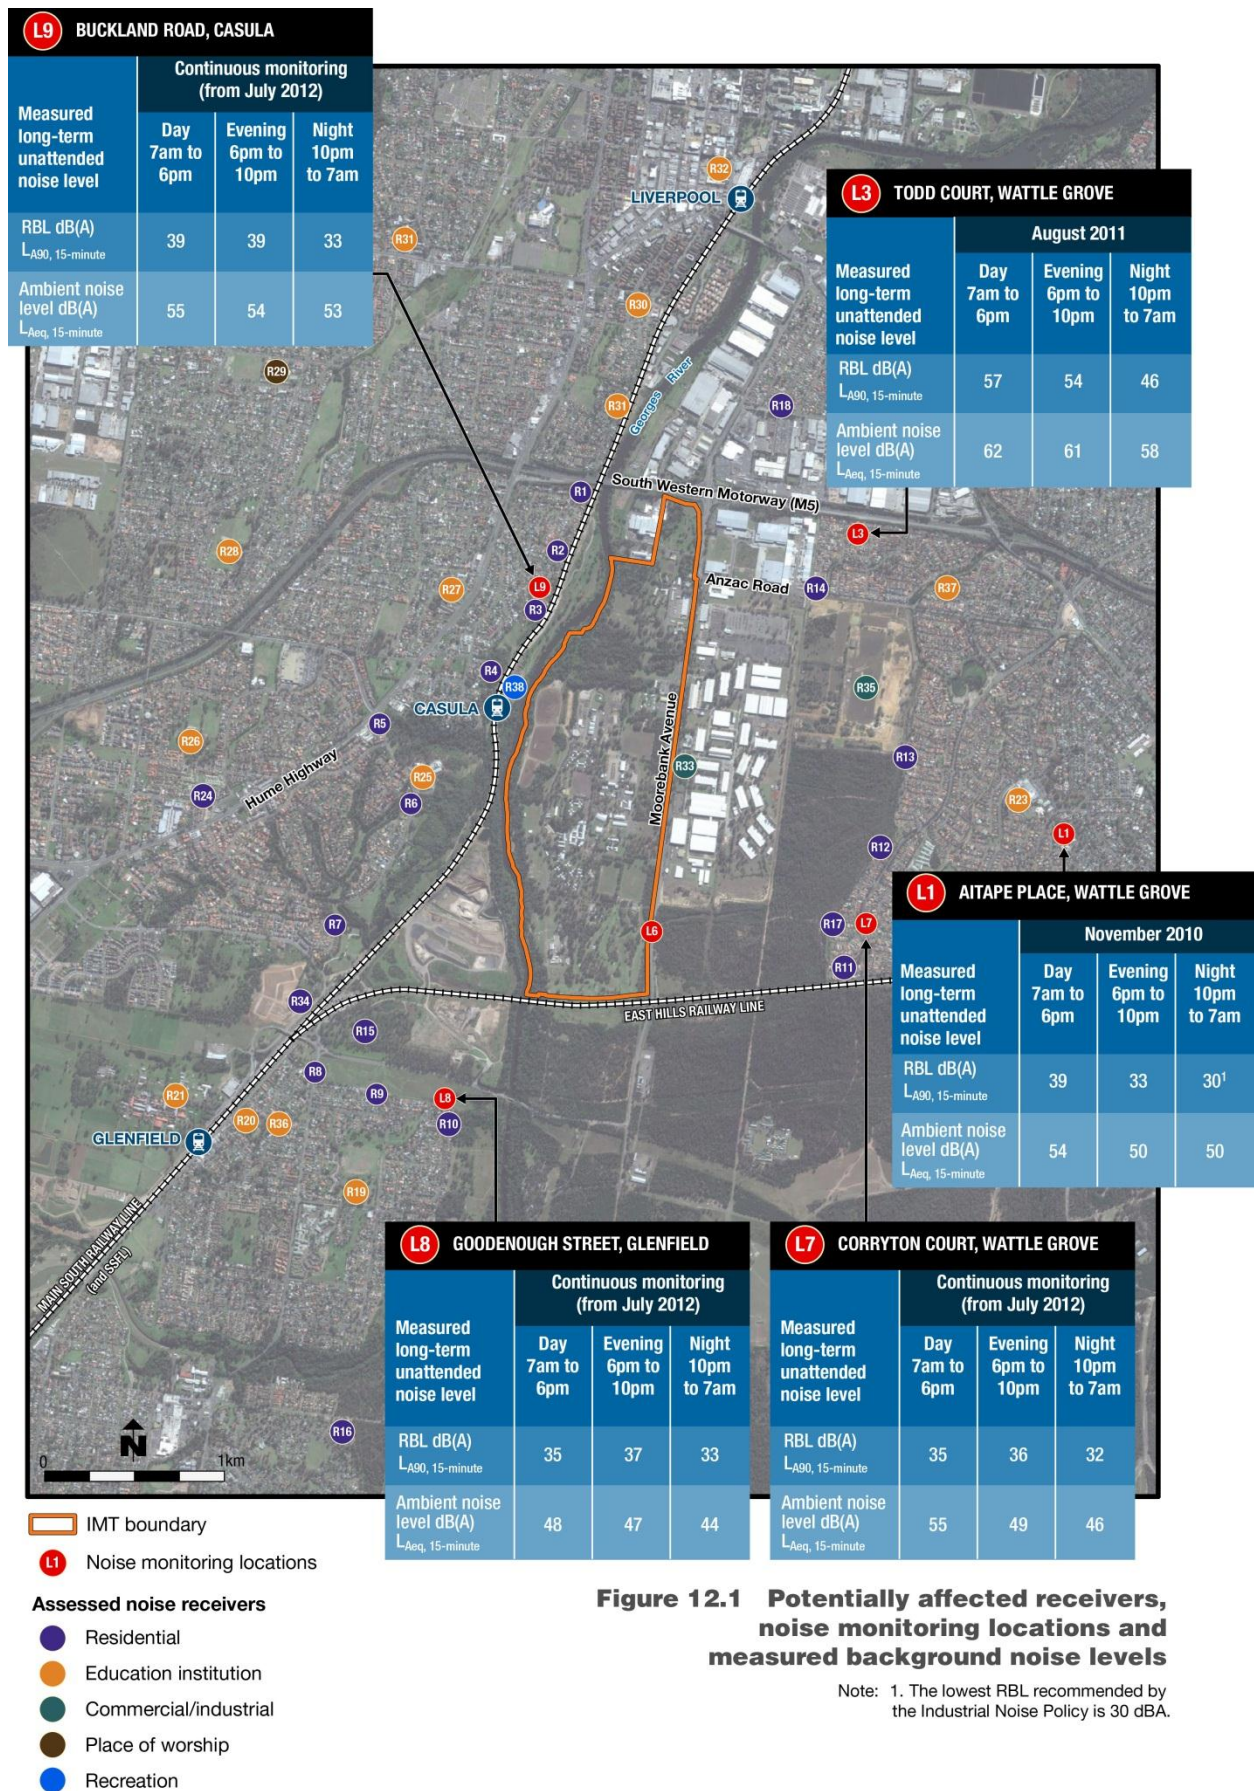 L9 BUCKLAND ROAD, CASULA
Measured long-term unattended noise level
Continuous monitoring (from July 2012)
Day 7am to 6pm
Evening 6pm to 10pm
Night 10pm to 7am
RBL dB(A) LA90, 15-minute 39 39 33
Ambient noise level dB(A) LAeq, 15-minute 55 54 53
L3 TODD COURT, WATTLE GROVE
Measured long-term unattended noise level
August 2011
Day 7am to 6pm
Evening 6pm to 10pm
Night 10pm to 7am
RBL dB(A) LA90, 15-minute 57 54 46
Ambient noise level dB(A) LAeq, 15-minute 62 61 58
R32
LIVERPOOL
R31
R30
Georges River
R29
R31
R18
R1
South Western Motorway (M5)
L3
R2
R28
R27
L9
R3
Anzac Road
R14
R37
R4
R38
R35
CASULA
R5
R26
Moorebank Avenue
R13
R33
R25
Hume Highway
R24
R6
R23
L1
R12
R7
L6
R17
L7
R11
R34
EAST HILLS RAILWAY LINE
R15
R8
R9
L8
R21
R20
R36
R10
GLENFIELD
R19
MAIN SOUTH RAILWAY LINE
(and SSFL)
R16
L1 AITAPE PLACE, WATTLE GROVE
Measured long-term unattended noise level
November 2010
Day 7am to 6pm
Evening 6pm to 10pm
Night 10pm to 7am
RBL dB(A) LA90, 15-minute 39 33 30¹
Ambient noise level dB(A) LAeq, 15-minute 54 50 50
L8 GOODENOUGH STREET, GLENFIELD
Measured long-term unattended noise level
Continuous monitoring (from July 2012)
Day 7am to 6pm
Evening 6pm to 10pm
Night 10pm to 7am
RBL dB(A) LA90, 15-minute 35 37 33
Ambient noise level dB(A) LAeq, 15-minute 48 47 44
L7 CORRYTON COURT, WATTLE GROVE
Measured long-term unattended noise level
Continuous monitoring (from July 2012)
Day 7am to 6pm
Evening 6pm to 10pm
Night 10pm to 7am
RBL dB(A) LA90, 15-minute 35 36 32
Ambient noise level dB(A) LAeq, 15-minute 55 49 46
N
0 1km
IMT boundary
L1 Noise monitoring locations
Assessed noise receivers
Residential
Education institution
Commercial/industrial
Place of worship
Recreation
Figure 12.1 Potentially affected receivers,
noise monitoring locations and
measured background noise levels
Note: 1. The lowest RBL recommended by
the Industrial Noise Policy is 30 dBA.